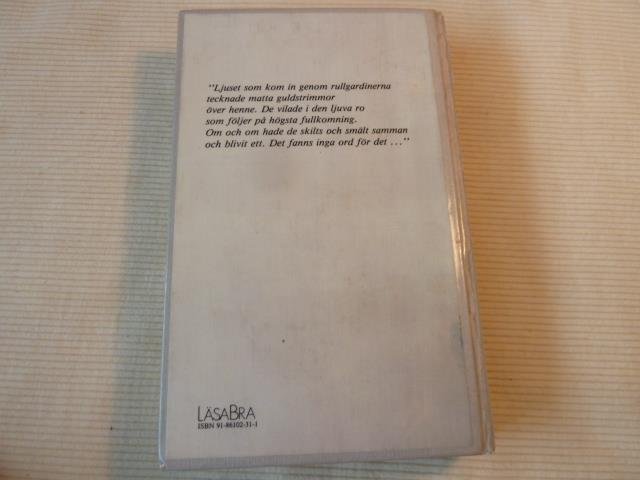 "Ljuset som kom in genom rullgardinerna
tecknade matta guldstrimmor
över henne. De vilade i den ljuva ro
som följer på högsta fullkomning.
Om och om hade de skilts och smält samman
och blivit ett. Det fanns inga ord för det ..."
LÄSABRA
ISBN 91-86102-31-1